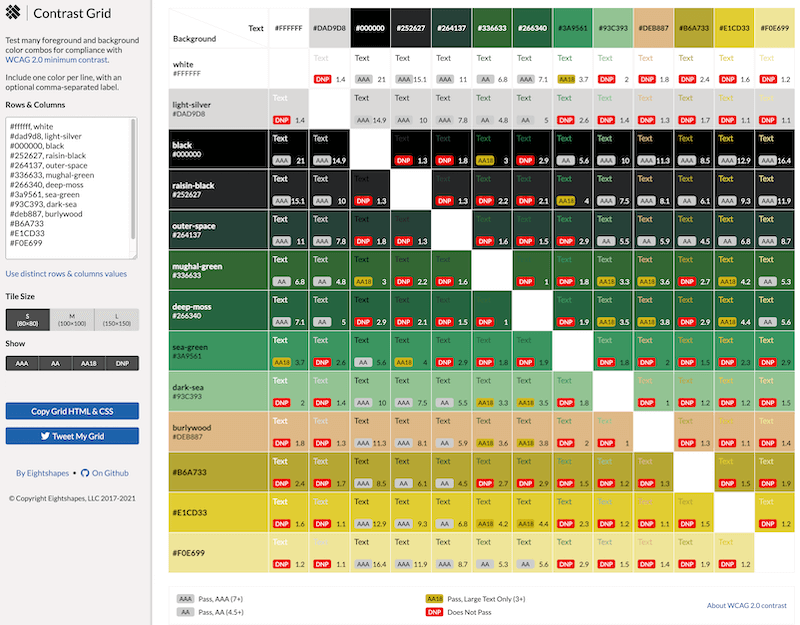 Contrast Grid
Test many foreground and background
color combos for compliance with
WCAG 2.0 minimum contrast.
Include one color per line, with an
optional comma-separated label.
Rows & Columns
#ffffff, white
#dad9d8, light-silver
#000000, black
#252627, raisin-black
#264137, outer-space
#336633, mughal-green
#266340, deep-moss
#3a9561, sea-green
#93C393, dark-sea
#deb887, burlywood
#B6A733
#E1CD33
#F0E699
Use distinct rows & columns values
Tile Size
S M L
(80×80) (100×100) (150×150)
Show
AAA AA AA18 DNP
Copy Grid HTML & CSS
Tweet My Grid
By Eightshapes • On Github
© Copyright Eightshapes, LLC 2017-2021
Text #FFFFFF #DAD9D8 #000000 #252627 #264137 #336633 #266340 #3A9561 #93C393 #DEB887 #B6A733 #E1CD33 #F0E699
Background
white Text Text Text Text Text Text Text Text Text Text Text Text
#FFFFFF
DNP 1.4 AAA 21 AAA 15.1 AAA 11 AA 6.8 AAA 7.1 AA18 3.7 DNP 2 DNP 1.8 DNP 2.4 DNP 1.6 DNP 1.2
light-silver Text Text Text Text Text Text Text Text Text Text Text Text
#DAD9D8
DNP 1.4 AAA 14.9 AAA 10 AAA 7.8 AA 4.8 AA 5 DNP 2.6 DNP 1.4 DNP 1.3 DNP 1.7 DNP 1.1 DNP 1.1
black Text Text Text Text Text Text Text Text Text Text Text Text
#000000
AAA 21 AAA 14.9 DNP 1.3 DNP 1.8 AA18 3 DNP 2.9 AA 5.6 AAA 10 AAA 11.3 AAA 8.5 AAA 12.9 AAA 16.4
raisin-black Text Text Text Text Text Text Text Text Text Text Text Text
#252627
AAA 15.1 AAA 10 DNP 1.3 DNP 1.3 DNP 2.2 DNP 2.1 AA18 4 AAA 7.5 AAA 8.1 AA 6.1 AAA 9.3 AAA 11.9
outer-space Text Text Text Text Text Text Text Text Text Text Text Text
#264137
AAA 11 AAA 7.8 DNP 1.8 DNP 1.3 DNP 1.6 DNP 1.5 DNP 2.9 AA 5.5 AA 5.9 AA 4.5 AA 6.8 AAA 8.7
mughal-green Text Text Text Text Text Text Text Text Text Text Text Text
#336633
AA 6.8 AA 4.8 AA18 3 DNP 2.2 DNP 1.6 DNP 1 DNP 1.8 AA18 3.3 AA18 3.6 DNP 2.7 AA18 4.2 AA 5.3
deep-moss Text Text Text Text Text Text Text Text Text Text Text Text
#266340
AAA 7.1 AA 5 DNP 2.9 DNP 2.1 DNP 1.5 DNP 1 DNP 1.9 AA18 3.5 AA18 3.8 DNP 2.9 AA18 4.4 AA 5.6
sea-green Text Text Text Text Text Text Text Text Text Text Text Text
#3A9561
AA18 3.7 DNP 2.6 AA 5.6 AA18 4 DNP 2.9 DNP 1.8 DNP 1.9 DNP 1.8 DNP 2 DNP 1.5 DNP 2.3 DNP 2.9
dark-sea Text Text Text Text Text Text Text Text Text Text Text Text
#93C393
DNP 2 DNP 1.4 AAA 10 AAA 7.5 AA 5.5 AA18 3.3 AA18 3.5 DNP 1.8 DNP 1 DNP 1.2 DNP 1.2 DNP 1.5
burlywood Text Text Text Text Text Text Text Text Text Text Text Text
#DEB887
DNP 1.8 DNP 1.3 AAA 11.3 AAA 8.1 AA 5.9 AA18 3.6 AA18 3.8 DNP 2 DNP 1 DNP 1.3 DNP 1.1 DNP 1.4
Text Text Text Text Text Text Text Text Text Text Text Text
#B6A733
DNP 2.4 DNP 1.7 AAA 8.5 AA 6.1 AA 4.5 DNP 2.7 DNP 2.9 DNP 1.5 DNP 1.2 DNP 1.3 DNP 1.5 DNP 1.9
Text Text Text Text Text Text Text Text Text Text Text Text
#E1CD33
DNP 1.6 DNP 1.1 AAA 12.9 AAA 9.3 AA 6.8 AA18 4.2 AA18 4.4 DNP 2.3 DNP 1.2 DNP 1.1 DNP 1.5 DNP 1.2
Text Text Text Text Text Text Text Text Text Text Text Text
#F0E699
DNP 1.2 DNP 1.1 AAA 16.4 AAA 11.9 AAA 8.7 AA 5.3 AA 5.6 DNP 2.9 DNP 1.5 DNP 1.4 DNP 1.9 DNP 1.2
AAA Pass, AAA (7+)
AA Pass, AA (4.5+)
AA18 Pass, Large Text Only (3+)
DNP Does Not Pass
About WCAG 2.0 contrast